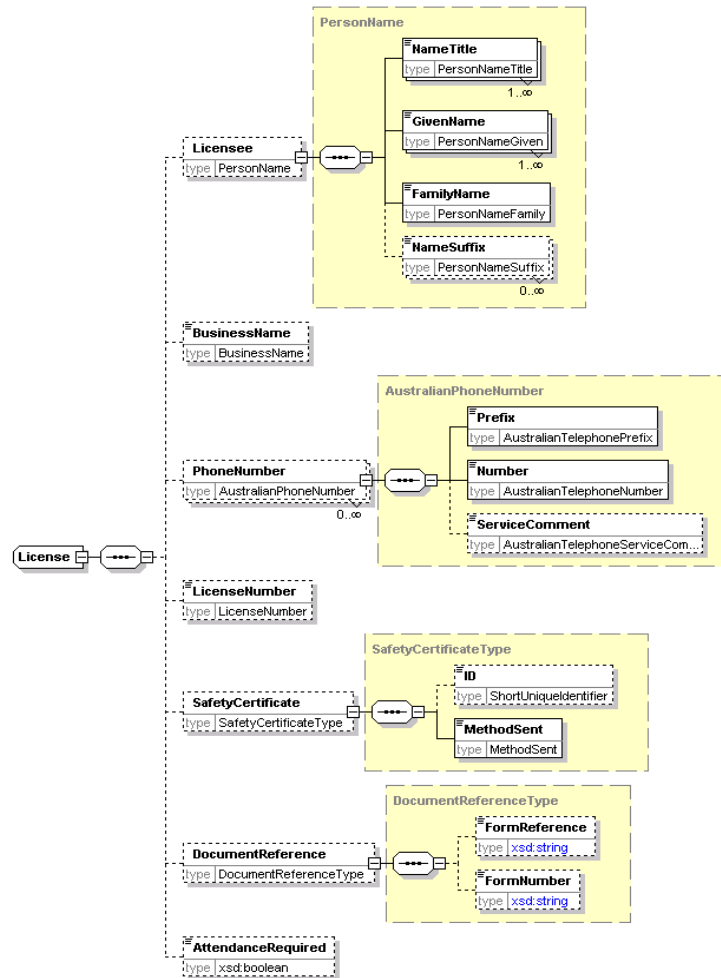 PersonName
NameTitle
type PersonNameTitle
1..∞
GivenName
type PersonNameGiven
1..∞
Licensee
type PersonName
FamilyName
type PersonNameFamily
NameSuffix
type PersonNameSuffix
0..∞
BusinessName
type BusinessName
AustralianPhoneNumber
Prefix
type AustralianTelephonePrefix
PhoneNumber
type AustralianPhoneNumber
0..∞
Number
type AustralianTelephoneNumber
ServiceComment
type AustralianTelephoneServiceCom...
License
LicenseNumber
type LicenseNumber
SafetyCertificateType
ID
type ShortUniqueIdentifier
SafetyCertificate
type SafetyCertificateType
MethodSent
type MethodSent
DocumentReferenceType
FormReference
type xsd:string
DocumentReference
type DocumentReferenceType
FormNumber
type xsd:string
AttendanceRequired
type xsd:boolean